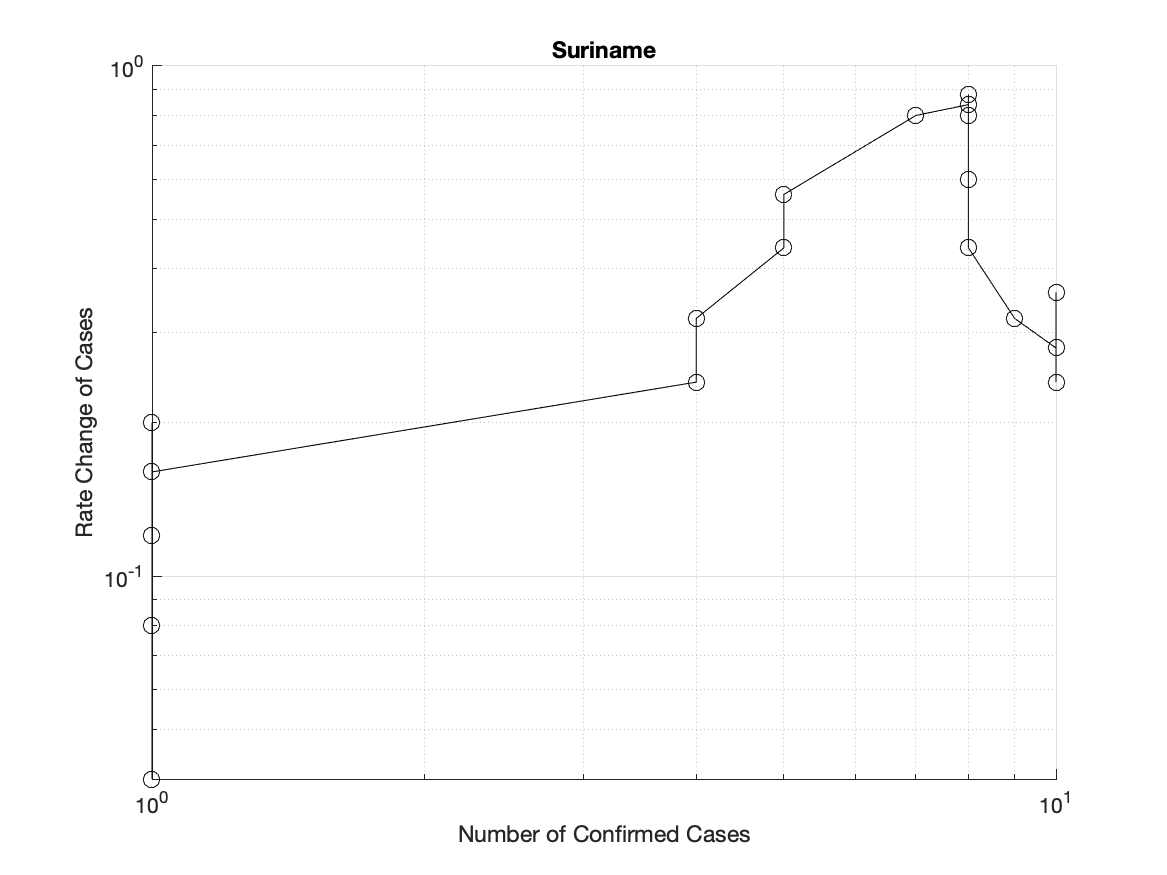 Suriname
10^0
Rate Change of Cases
10^-1
10^0
10^1
Number of Confirmed Cases